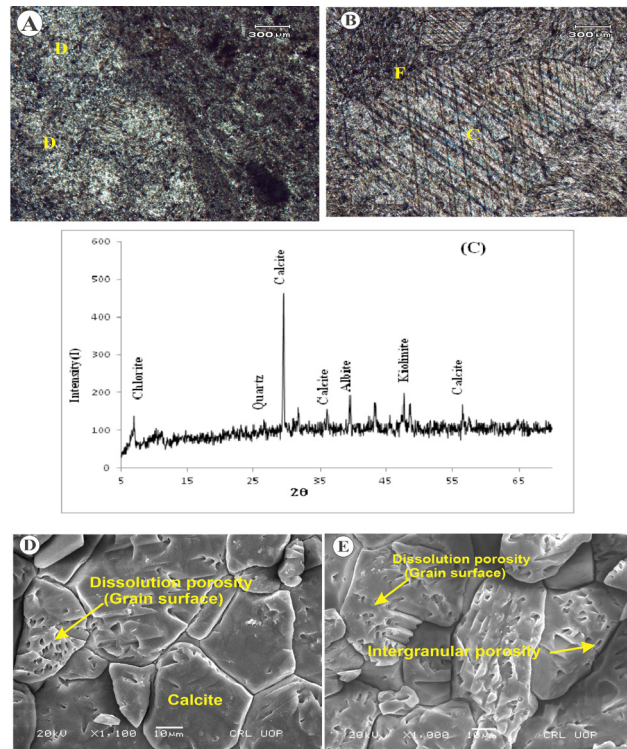 A
300 µm
D
D
B
300 µm
F
C
(C)
600
500
400
300
200
100
0
Intensity(I)
Chlorite
Quartz
Calcite
Calcite
Albite
Kiolinite
Calcite
5
15
25
35
45
55
65
2Θ
D
Dissolution porosity
(Grain surface)
Calcite
20kV
X1,100
10µm
CRL UOP
E
Dissolution porosity
(Grain surface)
Intergranular porosity
20kV
X1,000
10µm
CRL UOP